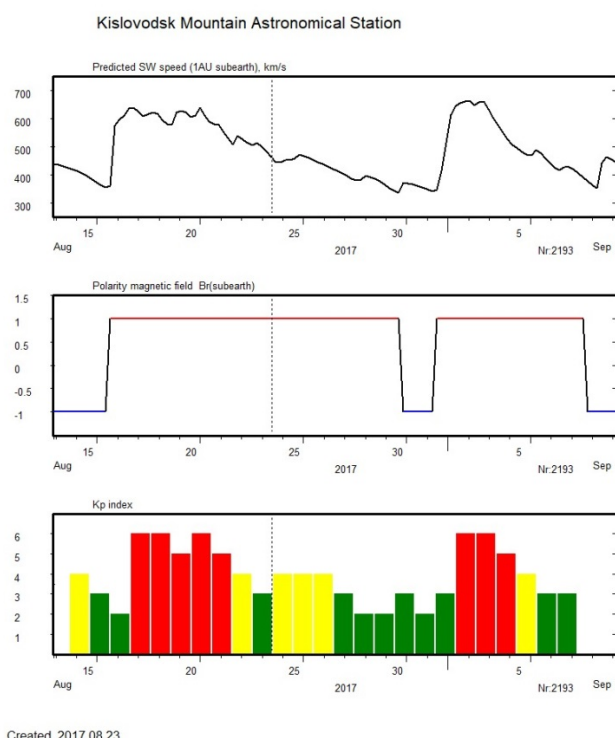 Kislovodsk Mountain Astronomical Station
Predicted SW speed (1AU subearth), km/s
700
600
500
400
300
15 20 25 30 5
Aug 2017 Nr:2193 Sep
Polarity magnetic field Br(subearth)
1.5
1
0.5
0
-0.5
-1
15 20 25 30 5
Aug 2017 Nr:2193 Sep
Kp index
6
5
4
3
2
1
15 20 25 30 5
Aug 2017 Nr:2193 Sep
Created 2017.08.23